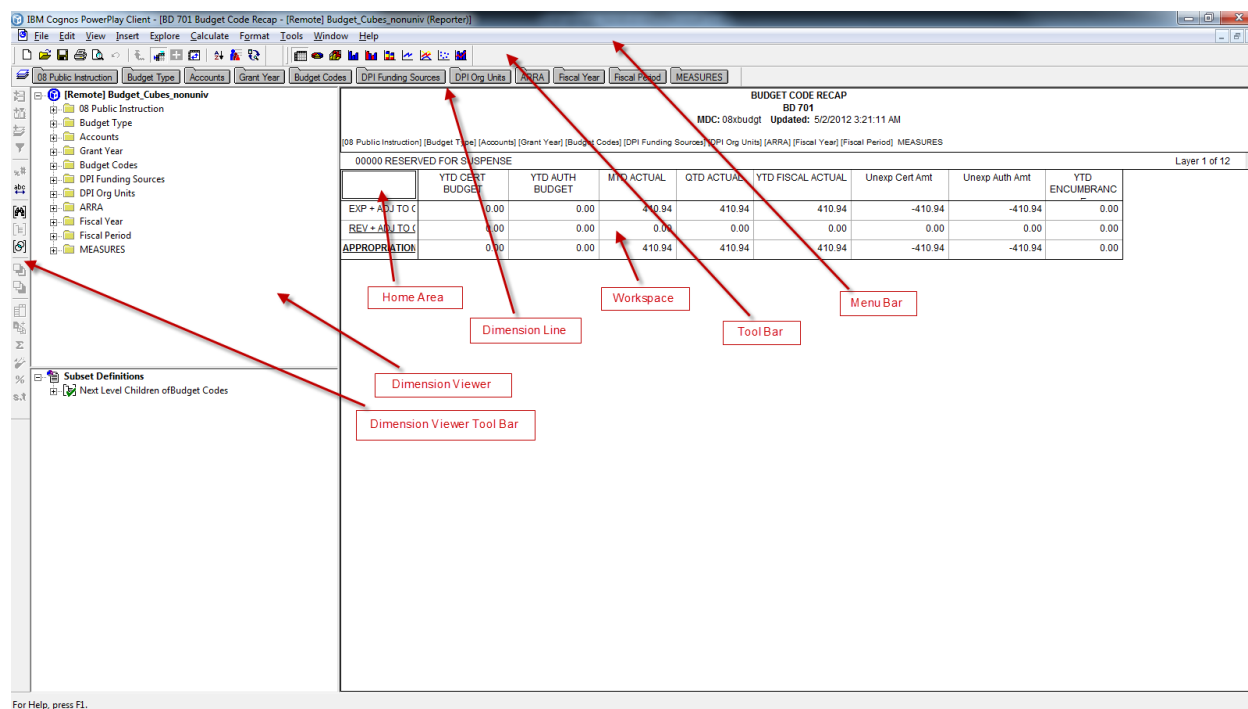 IBM Cognos PowerPlay Client - [BD 701 Budget Code Recap - [Remote] Budget_Cubes_nonuniv (Reporter)]
File Edit View Insert Explore Calculate Format Tools Window Help
08 Public Instruction Budget Type Accounts Grant Year Budget Codes DPI Funding Sources DPI Org Units ARRA Fiscal Year Fiscal Period MEASURES
[Remote] Budget_Cubes_nonuniv
08 Public Instruction
Budget Type
Accounts
Grant Year
Budget Codes
DPI Funding Sources
DPI Org Units
ARRA
Fiscal Year
Fiscal Period
MEASURES
Subset Definitions
Next Level Children ofBudget Codes
BUDGET CODE RECAP
BD 701
MDC: 08xbudgt Updated: 5/2/2012 3:21:11 AM
[08 Public Instruction] [Budget Type] [Accounts] [Grant Year] [Budget Codes] [DPI Funding Sources] [DPI Org Units] [ARRA] [Fiscal Year] [Fiscal Period] MEASURES
00000 RESERVED FOR SUSPENSE Layer 1 of 12
YTD CERT BUDGET YTD AUTH BUDGET MTD ACTUAL QTD ACTUAL YTD FISCAL ACTUAL Unexp Cert Amt Unexp Auth Amt YTD ENCUMBRANC
EXP + ADJ TO C 0.00 0.00 410.94 410.94 410.94 -410.94 -410.94 0.00
REV + ADJ TO ( 0.00 0.00 0.00 0.00 0.00 0.00 0.00 0.00
APPROPRIATION 0.00 0.00 410.94 410.94 410.94 -410.94 -410.94 0.00
Home Area
Workspace
Menu Bar
Dimension Line
Tool Bar
Dimension Viewer
Dimension Viewer Tool Bar
For Help, press F1.